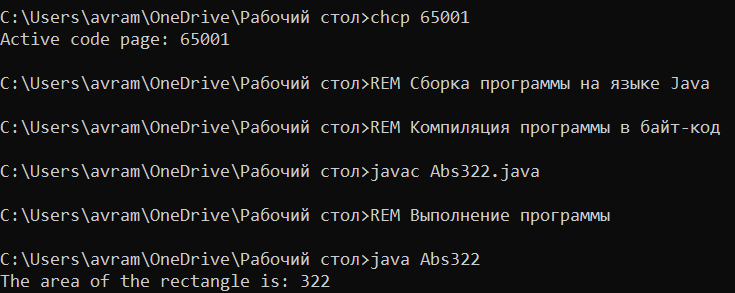 C:\Users\avram\OneDrive\Рабочий стол>chcp 65001
Active code page: 65001
C:\Users\avram\OneDrive\Рабочий стол>REM Сборка программы на языке Java
C:\Users\avram\OneDrive\Рабочий стол>REM Компиляция программы в байт-код
C:\Users\avram\OneDrive\Рабочий стол>javac Abs322.java
C:\Users\avram\OneDrive\Рабочий стол>REM Выполнение программы
C:\Users\avram\OneDrive\Рабочий стол>java Abs322
The area of the rectangle is: 322